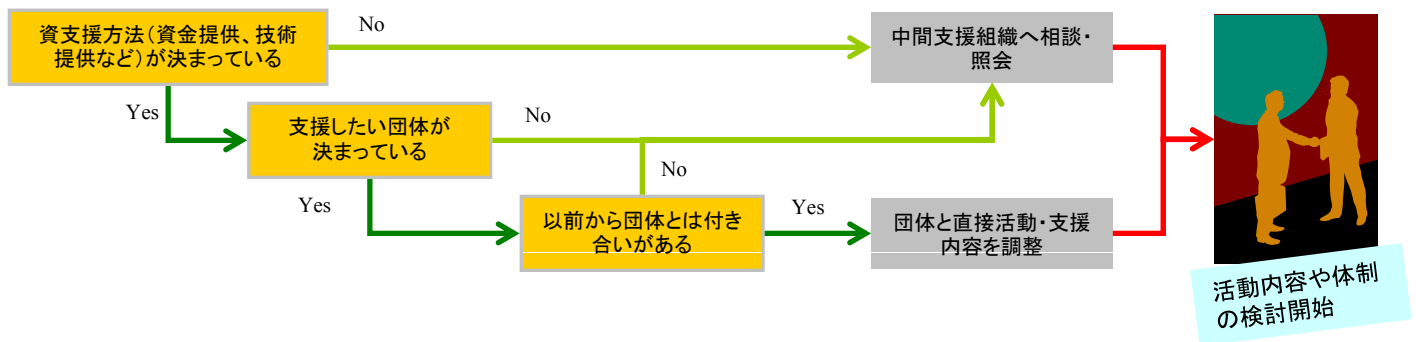 資支援方法（資金提供、技術
提供など）が決まっている
No
中間支援組織へ相談・
照会
Yes
支援したい団体が
決まっている
No
No
Yes
以前から団体とは付き
合いがある
Yes
団体と直接活動・支援
内容を調整
活動内容や体制
の検討開始